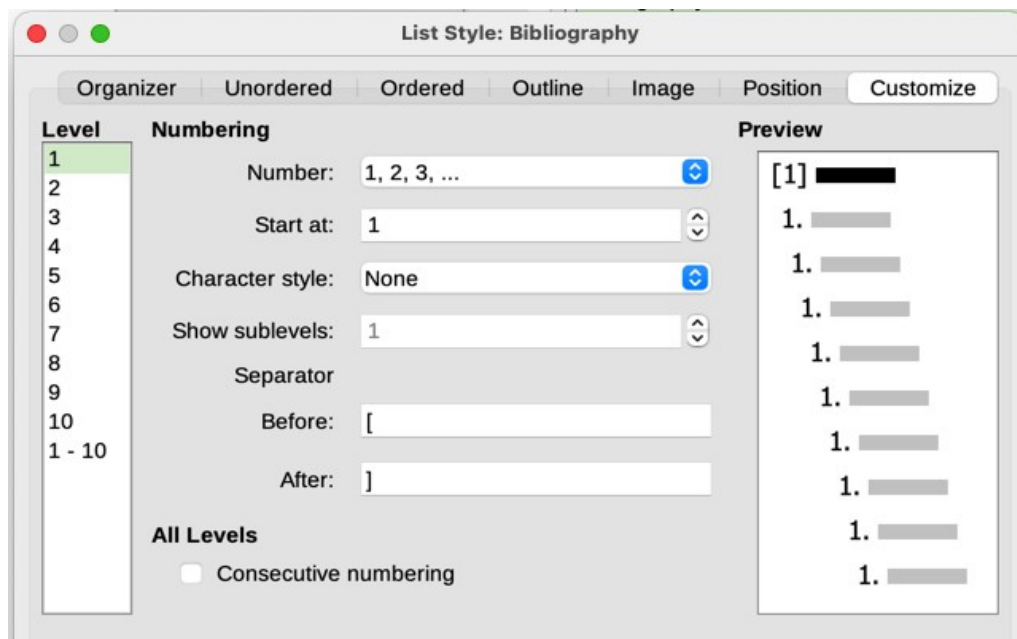 List Style: Bibliography
Organizer Unordered Ordered Outline Image Position Customize
Level
1
2
3
4
5
6
7
8
9
10
1 - 10
Numbering
Number: 1, 2, 3, ...
Start at: 1
Character style: None
Show sublevels: 1
Separator
Before: [
After: ]
All Levels
Consecutive numbering
Preview
[1]
1.
1.
1.
1.
1.
1.
1.
1.
1.